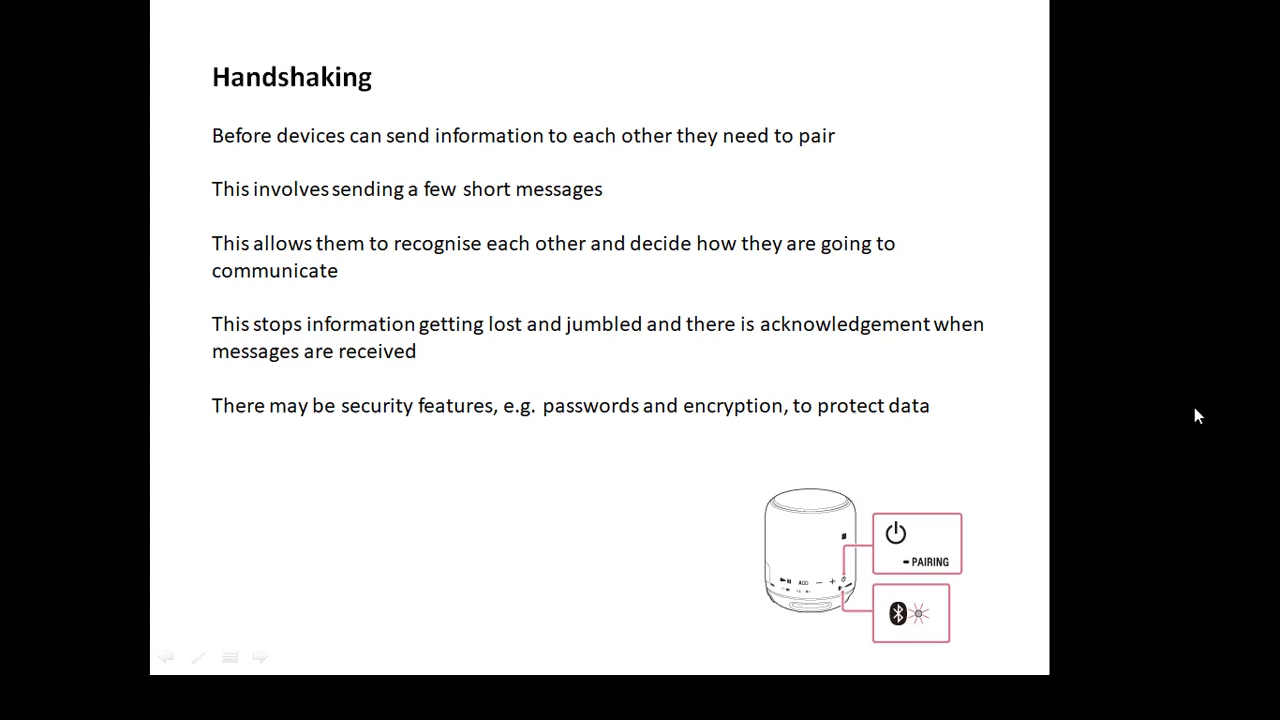 Handshaking
Before devices can send information to each other they need to pair
This involves sending a few short messages
This allows them to recognise each other and decide how they are going to
communicate
This stops information getting lost and jumbled and there is acknowledgement when
messages are received
There may be security features, e.g. passwords and encryption, to protect data
PAIRING
ADD